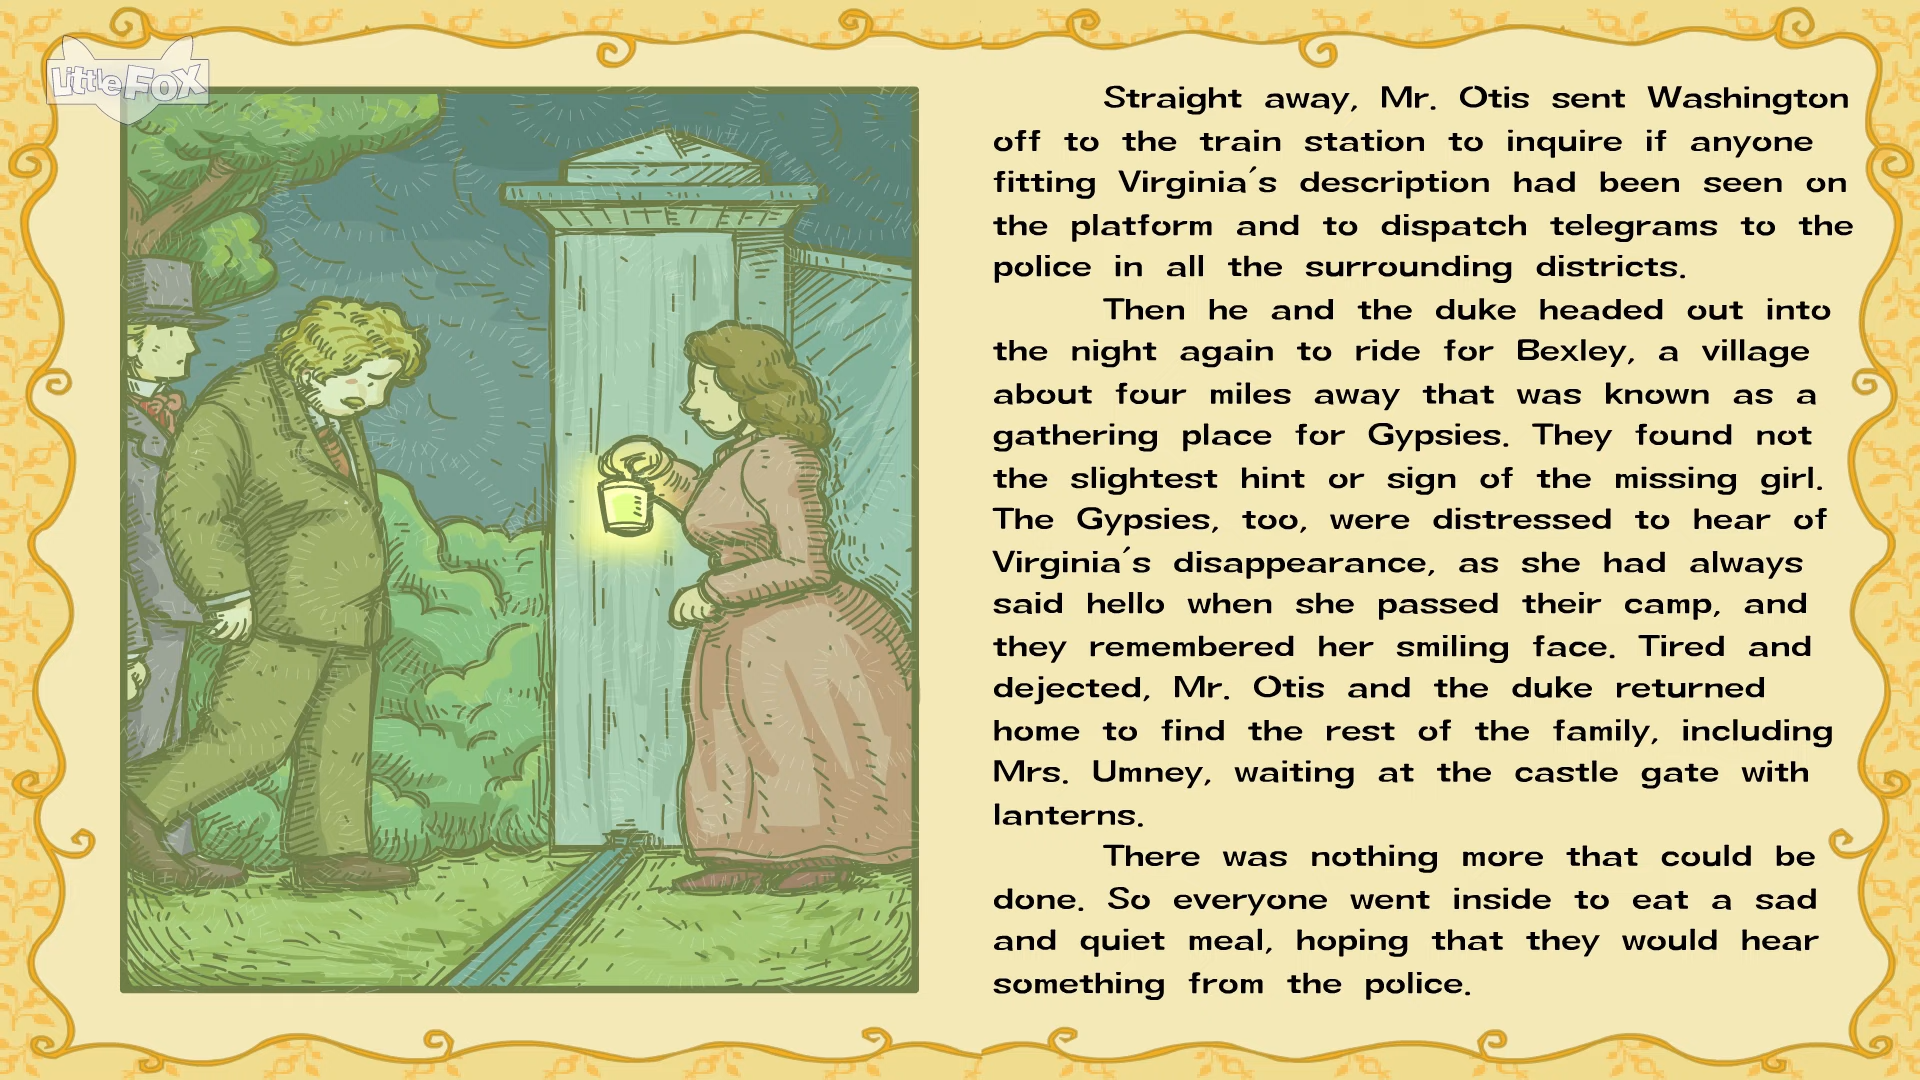 Little Fox
Straight away, Mr. Otis sent Washington
off to the train station to inquire if anyone
fitting Virginia's description had been seen on
the platform and to dispatch telegrams to the
police in all the surrounding districts.
Then he and the duke headed out into
the night again to ride for Bexley, a village
about four miles away that was known as a
gathering place for Gypsies. They found not
the slightest hint or sign of the missing girl.
The Gypsies, too, were distressed to hear of
Virginia's disappearance, as she had always
said hello when she passed their camp, and
they remembered her smiling face. Tired and
dejected, Mr. Otis and the duke returned
home to find the rest of the family, including
Mrs. Umney, waiting at the castle gate with
lanterns.
There was nothing more that could be
done. So everyone went inside to eat a sad
and quiet meal, hoping that they would hear
something from the police.